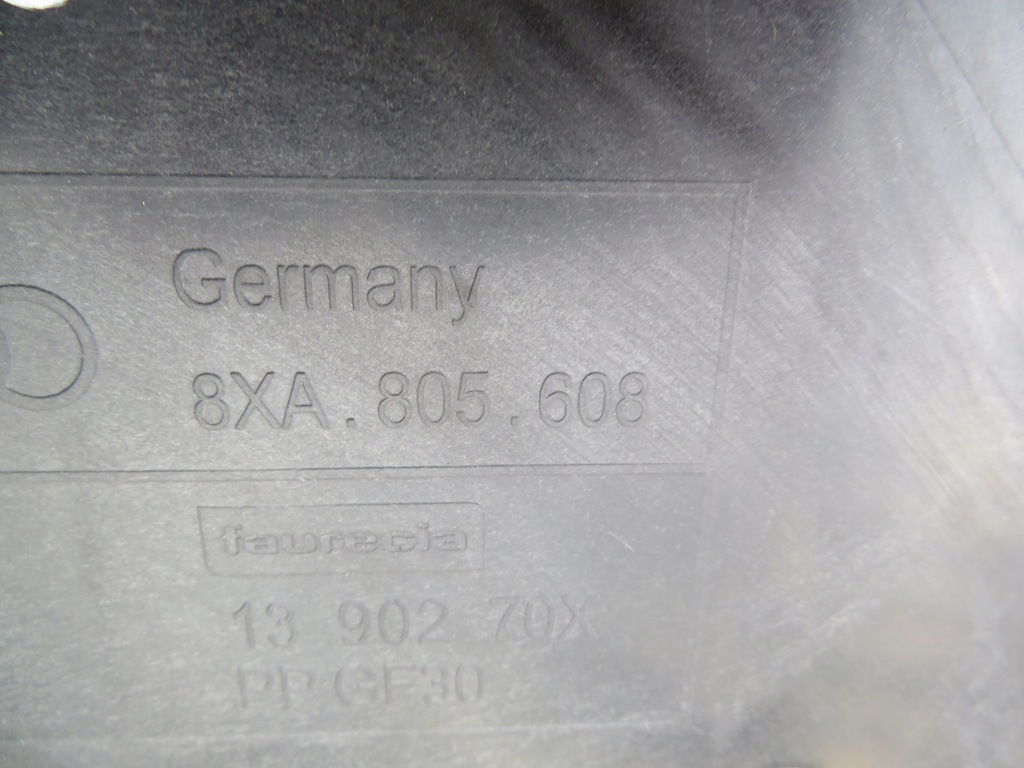 Germany
8XA.805.608
faurecia
13 902 70X
PP GF30